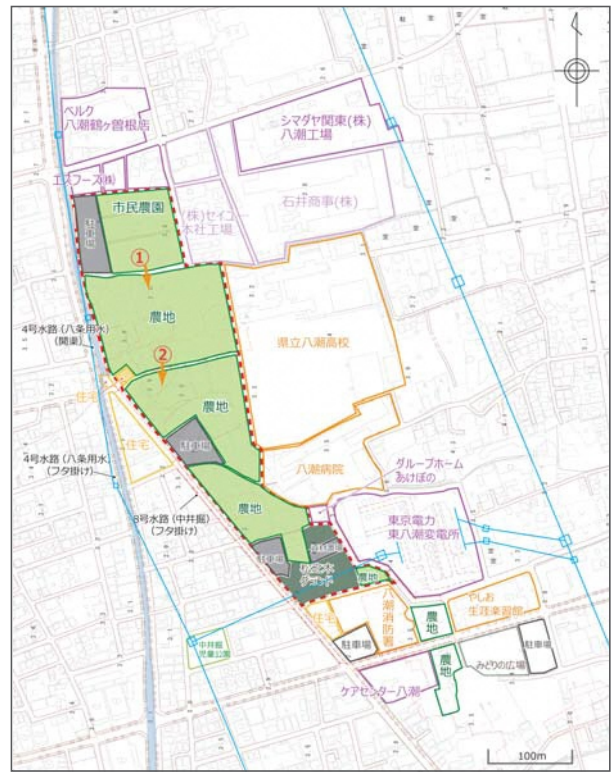 ベルク
八潮鶴ヶ曽根店
シマダヤ関東(株)
八潮工場
エスフーズ(株)
市民農園
駐車場
(株)セイコー
本社工場
石井商事(株)
①
農地
県立八潮高校
4号水路(八条用水)
(開渠)
②
住宅
農地
住宅
駐車場
八潮病院
4号水路(八条用水)
(フタ掛け)
グループホーム
あけぼの
8号水路(中井掘)
(フタ掛け)
農地
東京電力
東八潮変電所
駐車場
グランド
農地
やしお
生涯楽習館
住宅
八潮消防署
農地
駐車場
中井掘
児童公園
駐車場
みどりの広場
農地
ケアセンター八潮
100m